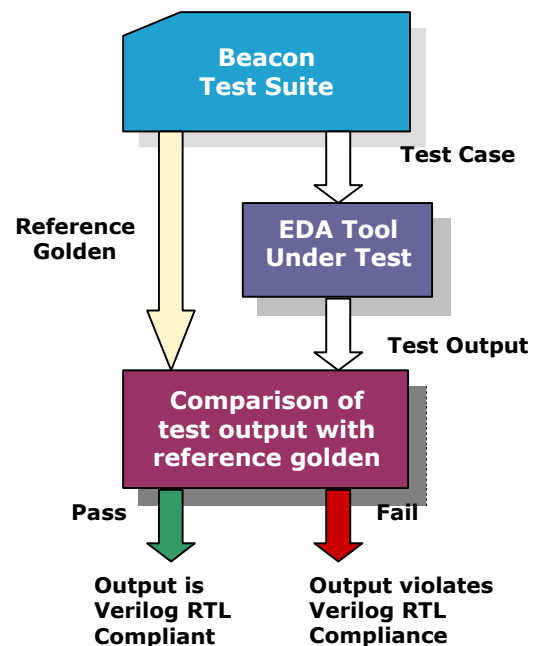 Beacon
Test Suite
Test Case
Reference
Golden
EDA Tool
Under Test
Test Output
Comparison of
test output with
reference golden
Pass
Fail
Output is
Verilog RTL
Compliant
Output violates
Verilog RTL
Compliance